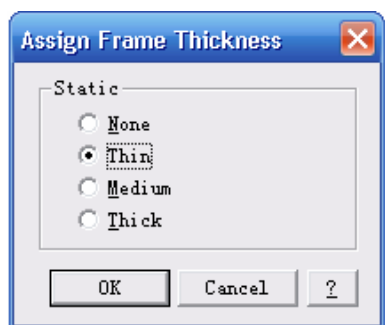 Assign Frame Thickness
Static
None
Thin
Medium
Thick
OK Cancel ?